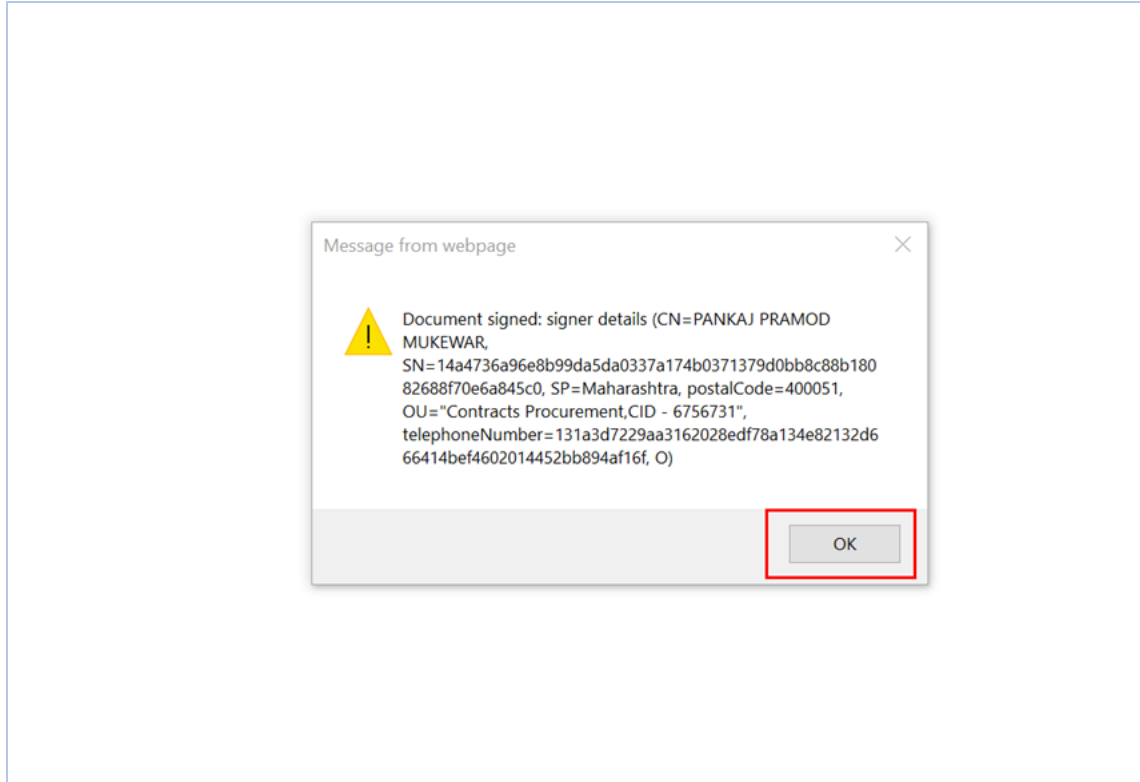 Message from webpage
Document signed: signer details (CN=PANKAJ PRAMOD
MUKEWAR,
SN=14a4736a96e8b99da5da0337a174b0371379d0bb8c88b180
82688f70e6a845c0, SP=Maharashtra, postalCode=400051,
OU="Contracts Procurement,CID - 6756731",
telephoneNumber=131a3d7229aa3162028edf78a134e82132d6
66414bef4602014452bb894af16f, O)
OK